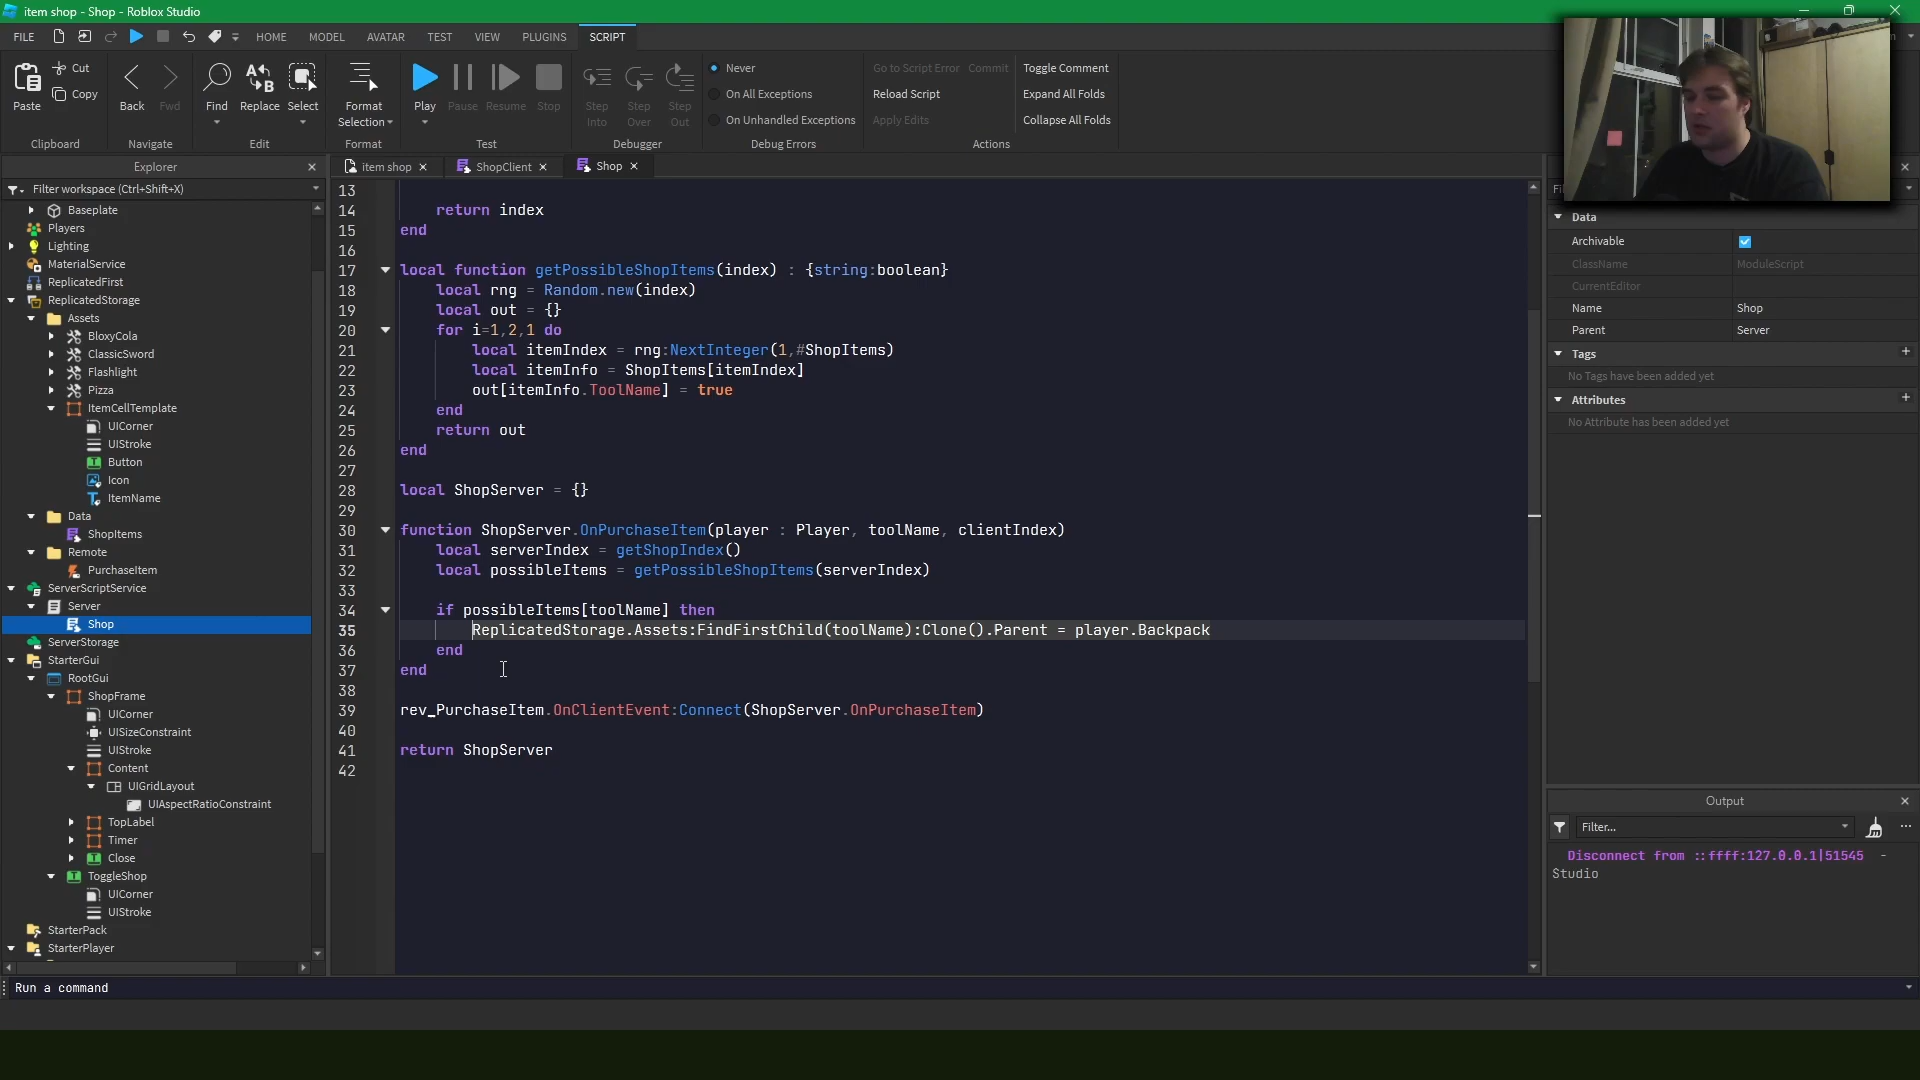 item shop - Shop - Roblox Studio
FILE
HOME
MODEL
AVATAR
TEST
VIEW
PLUGINS
SCRIPT
Paste
Cut
Copy
Clipboard
Back
Fwd
Navigate
Find
Replace
Select
Edit
Format
Selection
Format
Play
Pause
Resume
Stop
Test
Step
Into
Step
Over
Step
Out
Debugger
Never
On All Exceptions
On Unhandled Exceptions
Debug Errors
Go to Script Error
Commit
Reload Script
Apply Edits
Toggle Comment
Expand All Folds
Collapse All Folds
Actions
Explorer
Filter workspace (Ctrl+Shift+X)
Baseplate
Players
Lighting
MaterialService
ReplicatedFirst
ReplicatedStorage
Assets
BloxyCola
ClassicSword
Flashlight
Pizza
ItemCellTemplate
UICorner
UIStroke
Button
Icon
ItemName
Data
ShopItems
Remote
PurchaseItem
ServerScriptService
Server
Shop
ServerStorage
StarterGui
RootGui
ShopFrame
UICorner
UISizeConstraint
UIStroke
Content
UIGridLayout
UIAspectRatioConstraint
TopLabel
Timer
Close
ToggleShop
UICorner
UIStroke
StarterPack
StarterPlayer
item shop
ShopClient
Shop
13
14 return index
15 end
16
17 local function getPossibleShopItems(index) : {string:boolean}
18 local rng = Random.new(index)
19 local out = {}
20 for i=1,2,1 do
21 local itemIndex = rng:NextInteger(1,#ShopItems)
22 local itemInfo = ShopItems[itemIndex]
23 out[itemInfo.ToolName] = true
24 end
25 return out
26 end
27
28 local ShopServer = {}
29
30 function ShopServer.OnPurchaseItem(player : Player, toolName, clientIndex)
31 local serverIndex = getShopIndex()
32 local possibleItems = getPossibleShopItems(serverIndex)
33
34 if possibleItems[toolName] then
35 ReplicatedStorage.Assets:FindFirstChild(toolName):Clone().Parent = player.Backpack
36 end
37 end
38
39 rev_PurchaseItem.OnClientEvent:Connect(ShopServer.OnPurchaseItem)
40
41 return ShopServer
42
Data
Archivable
ClassName ModuleScript
CurrentEditor
Name Shop
Parent Server
Tags
No Tags have been added yet
Attributes
No Attribute has been added yet
Output
Filter...
Disconnect from ::ffff:127.0.0.1|51545 -
Studio
Run a command